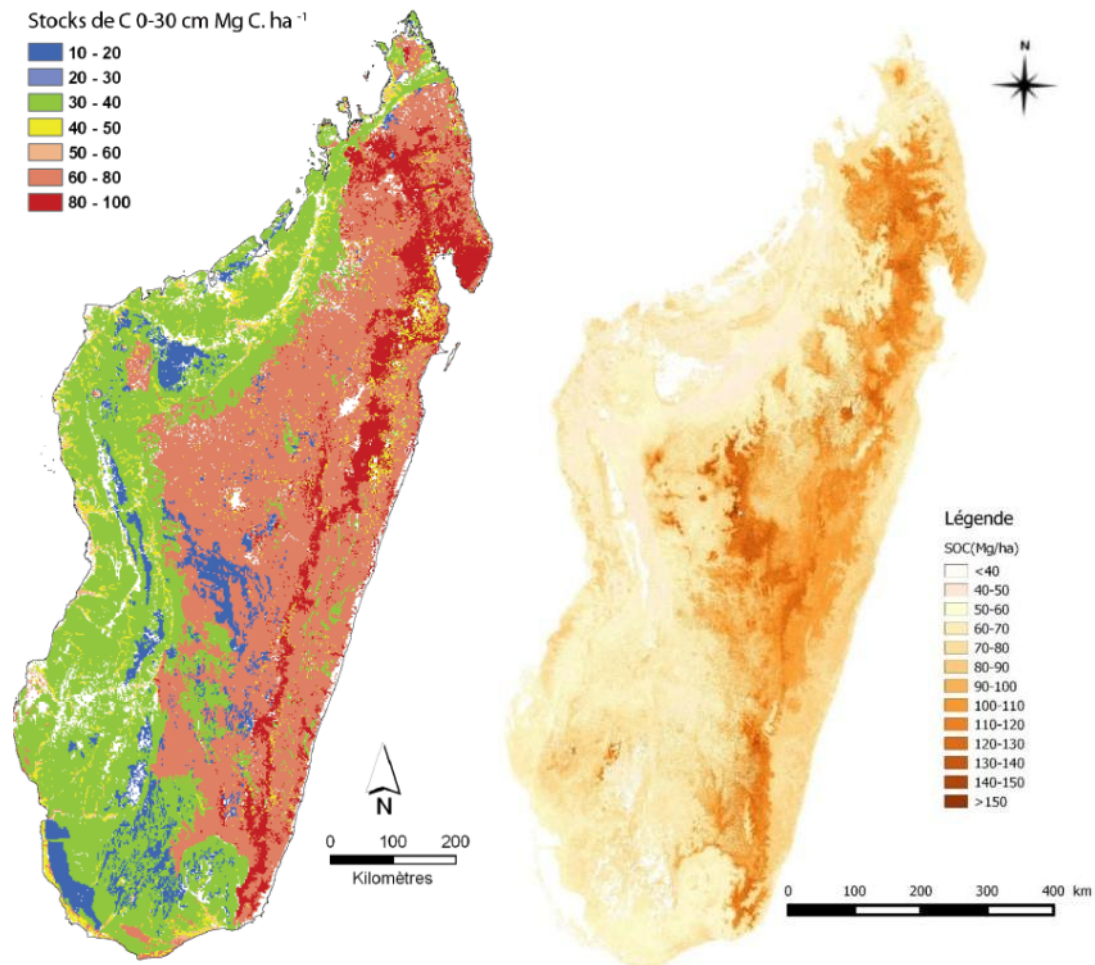 Stocks de C 0-30 cm Mg C. ha -1
10 - 20
20 - 30
30 - 40
40 - 50
50 - 60
60 - 80
80 - 100
N
0 100 200
Kilomètres
N
Légende
SOC(Mg/ha)
<40
40-50
50-60
60-70
70-80
80-90
90-100
100-110
110-120
120-130
130-140
140-150
>150
0 100 200 300 400 km